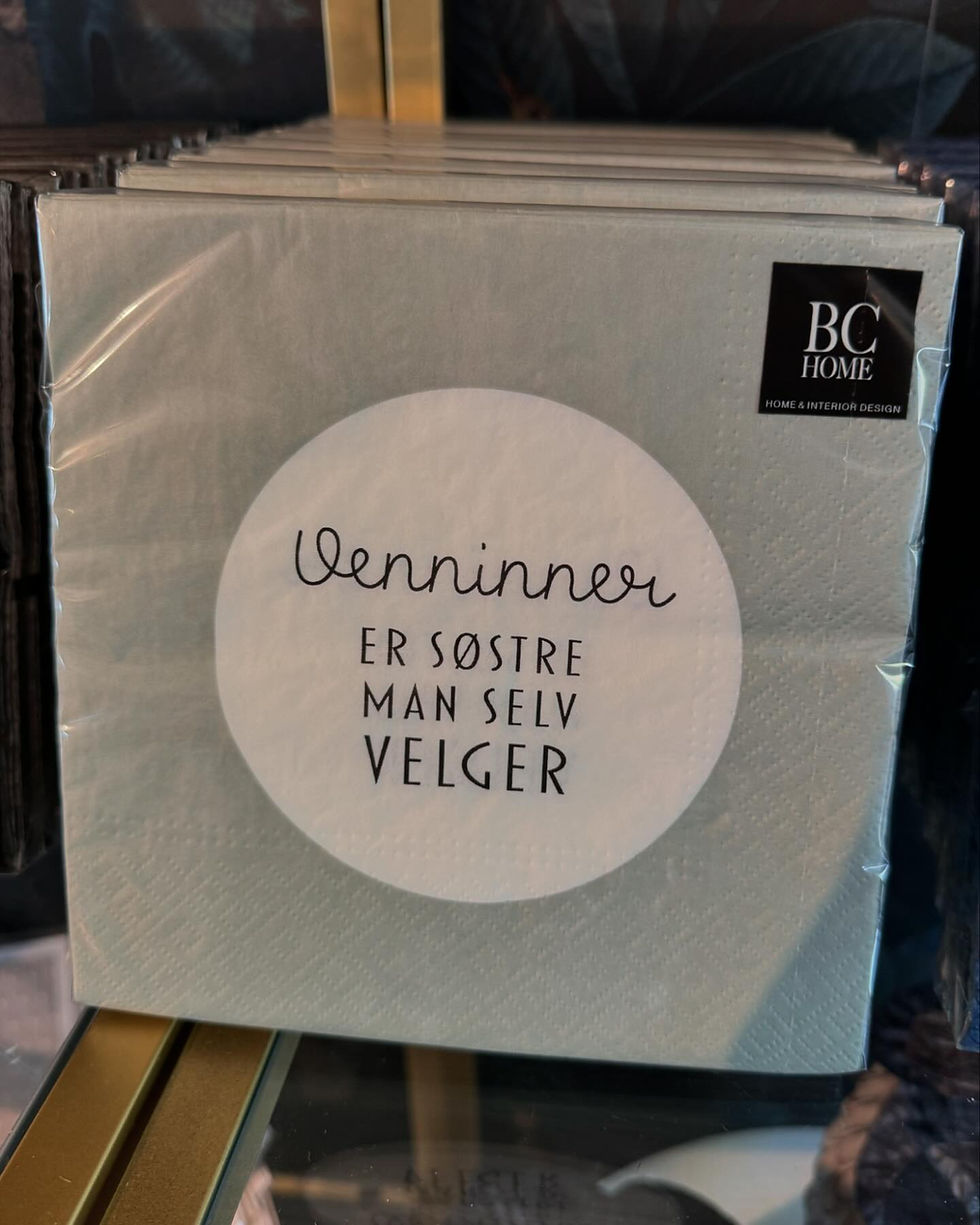 BC
HOME
HOME & INTERIOR DESIGN
Venninner
ER SØSTRE
MAN SELV
VELGER